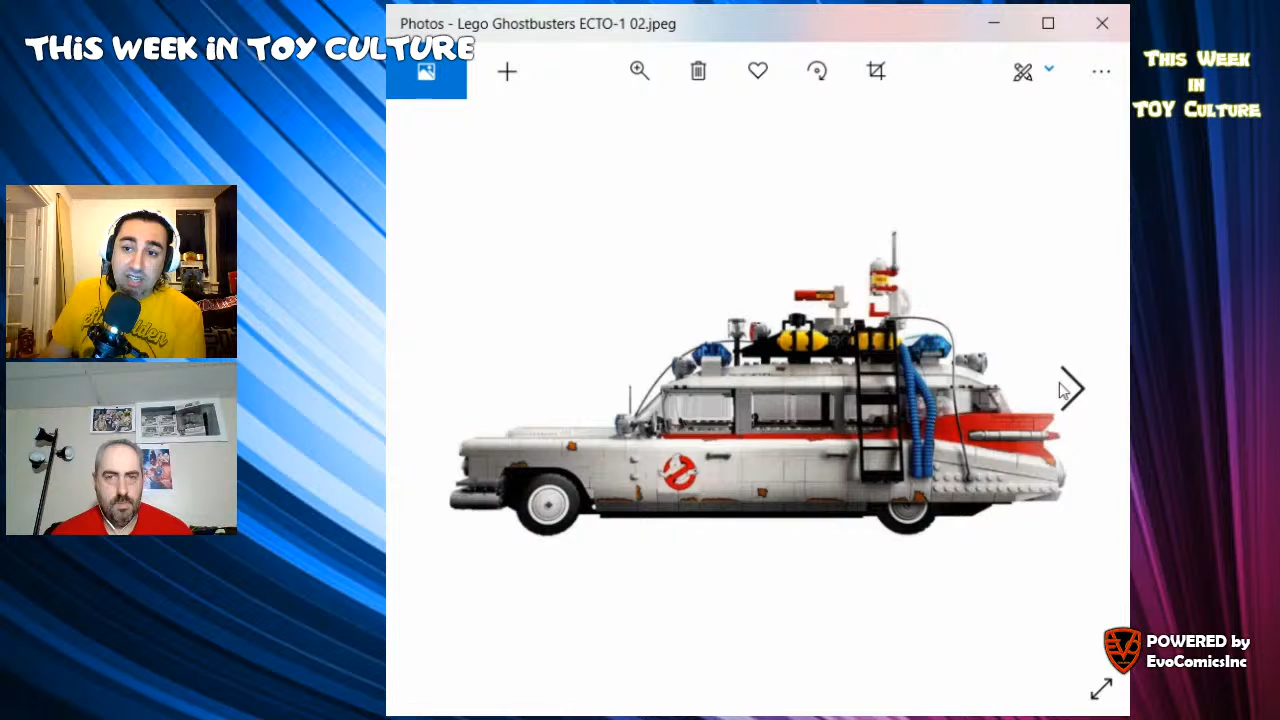 THiS WEEK iN TOY CULTURE
Photos - Lego Ghostbusters ECTO-1 02.jpeg
This Week
in
TOY Culture
EVO
POWERED by
EvoComicsInc